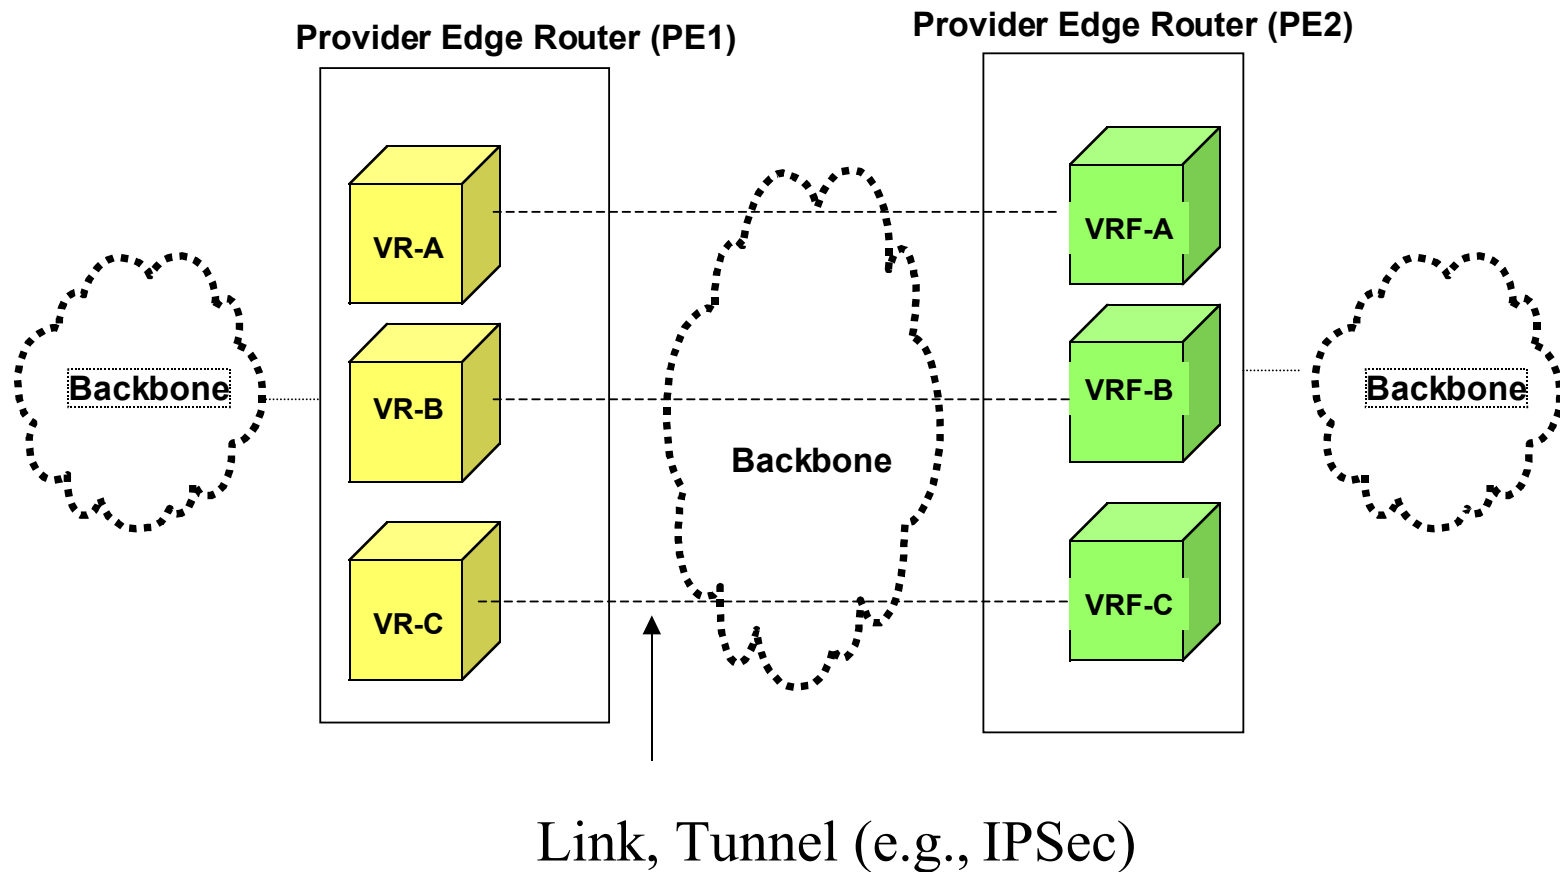 Provider Edge Router (PE1)
Provider Edge Router (PE2)
VR-A
VRF-A
Backbone
VR-B
VRF-B
Backbone
Backbone
VR-C
VRF-C
Link, Tunnel (e.g., IPSec)